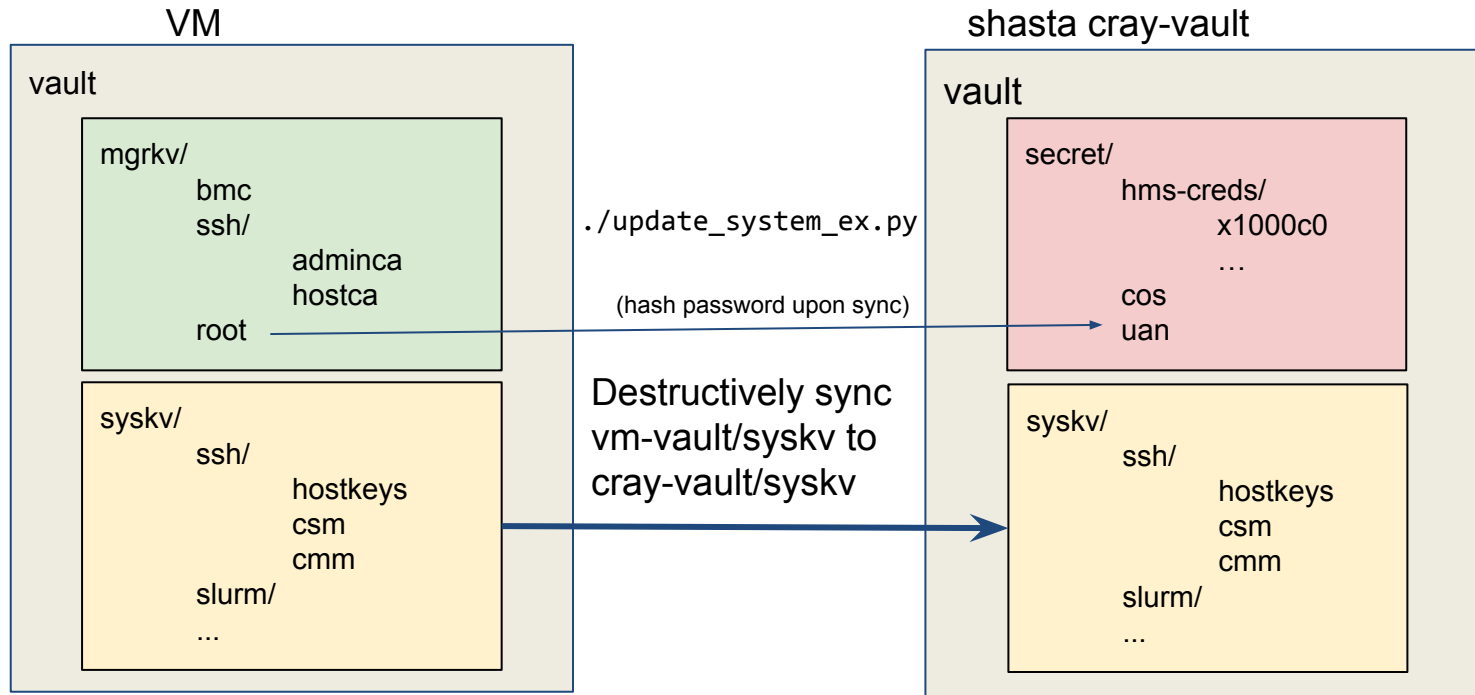 VM
vault
mgrkv/
bmc
ssh/
adminca
hostca
root
syskv/
ssh/
hostkeys
csm
cmm
slurm/
...
./update_system_ex.py
(hash password upon sync)
Destructively sync
vm-vault/syskv to
cray-vault/syskv
shasta cray-vault
vault
secret/
hms-creds/
x1000c0
…
cos
uan
syskv/
ssh/
hostkeys
csm
cmm
slurm/
...